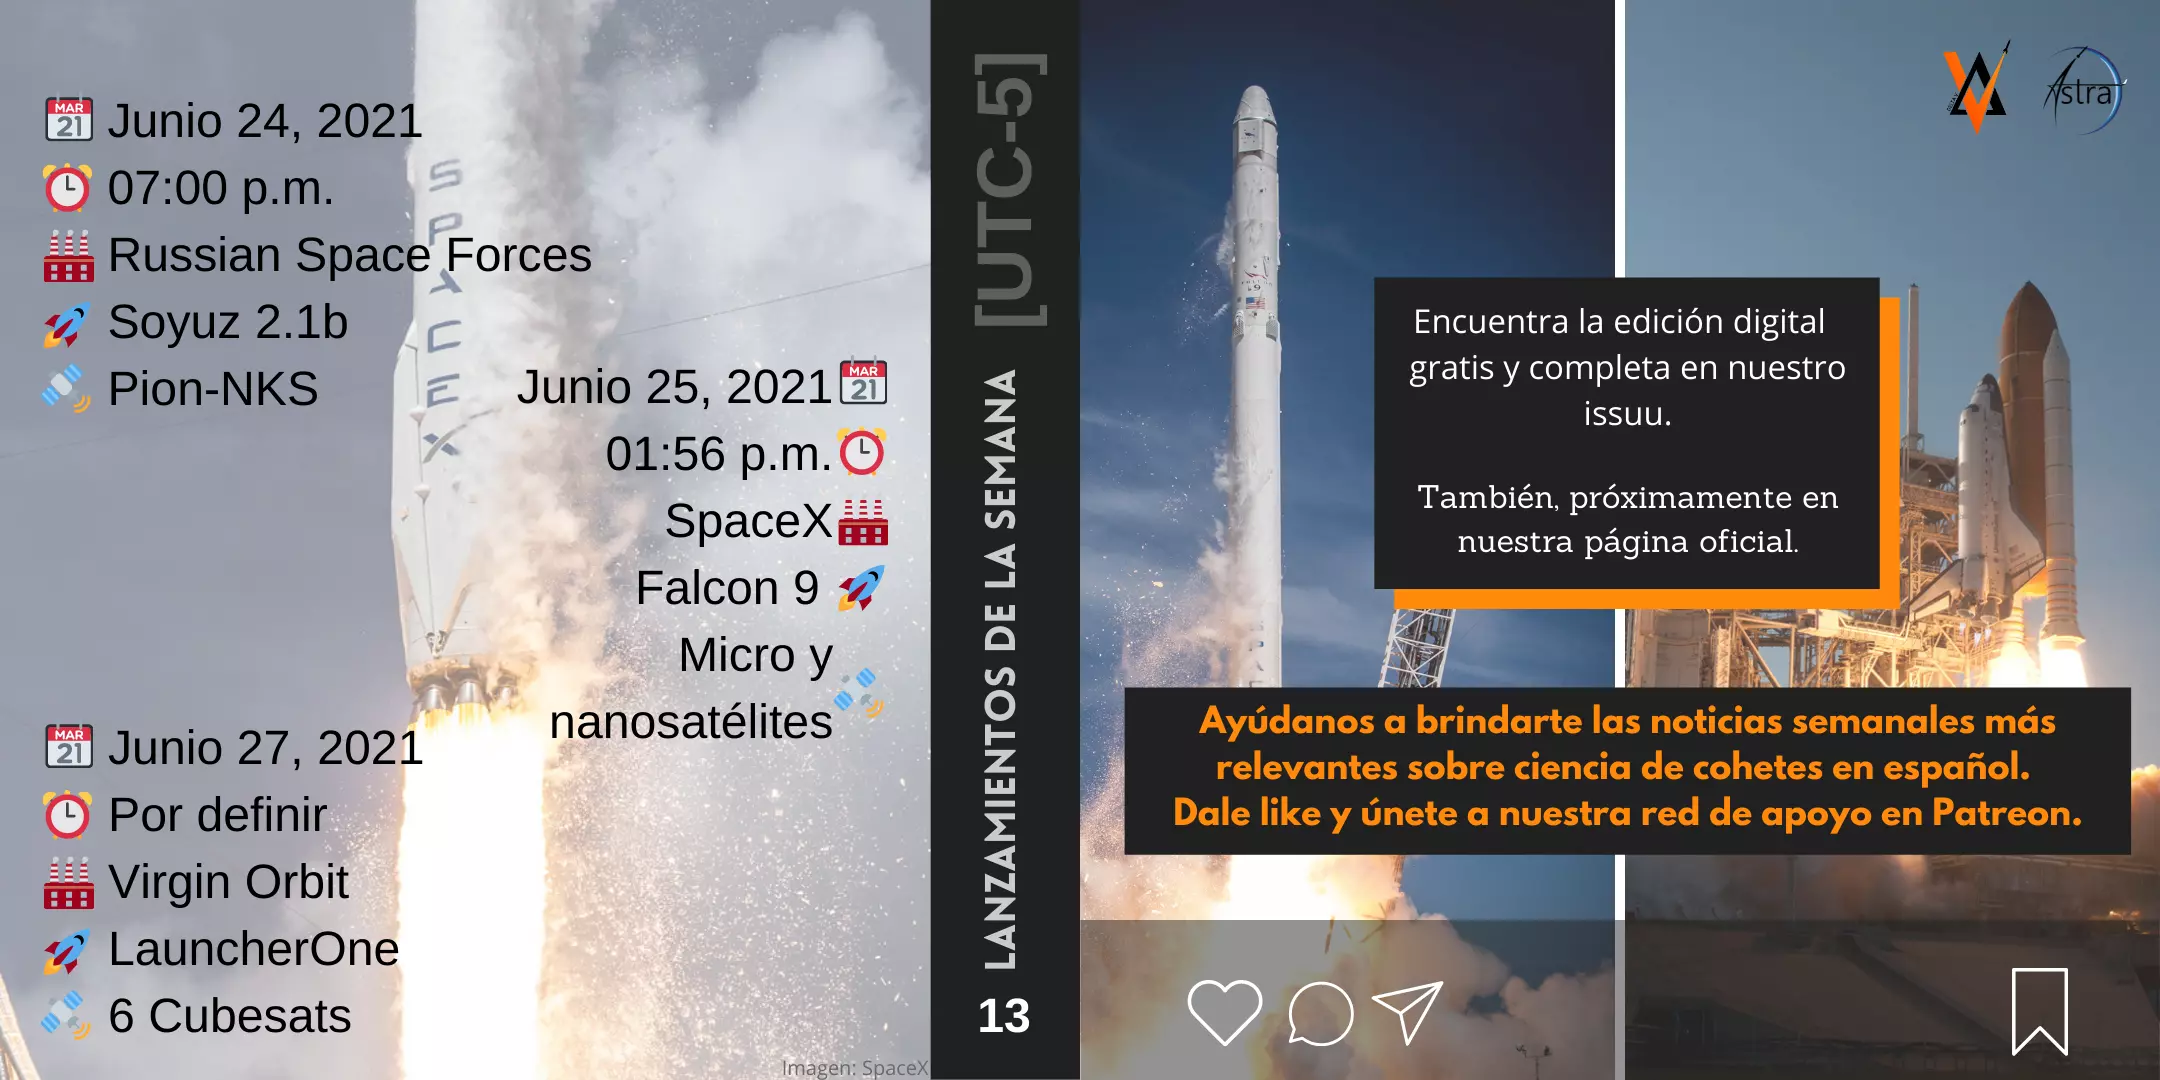 Junio 24, 2021
07:00 p.m.
Russian Space Forces
Soyuz 2.1b
Pion-NKS
Junio 25, 2021
01:56 p.m.
SpaceX
Falcon 9
Micro y
nanosatélites
Junio 27, 2021
Por definir
Virgin Orbit
LauncherOne
6 Cubesats
MAR
21
MAR
21
MAR
21
SPACEX
Imagen: SpaceX
LANZAMIENTOS DE LA SEMANA [UTC-5]
13
Astra
Encuentra la edición digital
gratis y completa en nuestro
issuu.
También, próximamente en
nuestra página oficial.
Ayúdanos a brindarte las noticias semanales más
relevantes sobre ciencia de cohetes en español.
Dale like y únete a nuestra red de apoyo en Patreon.